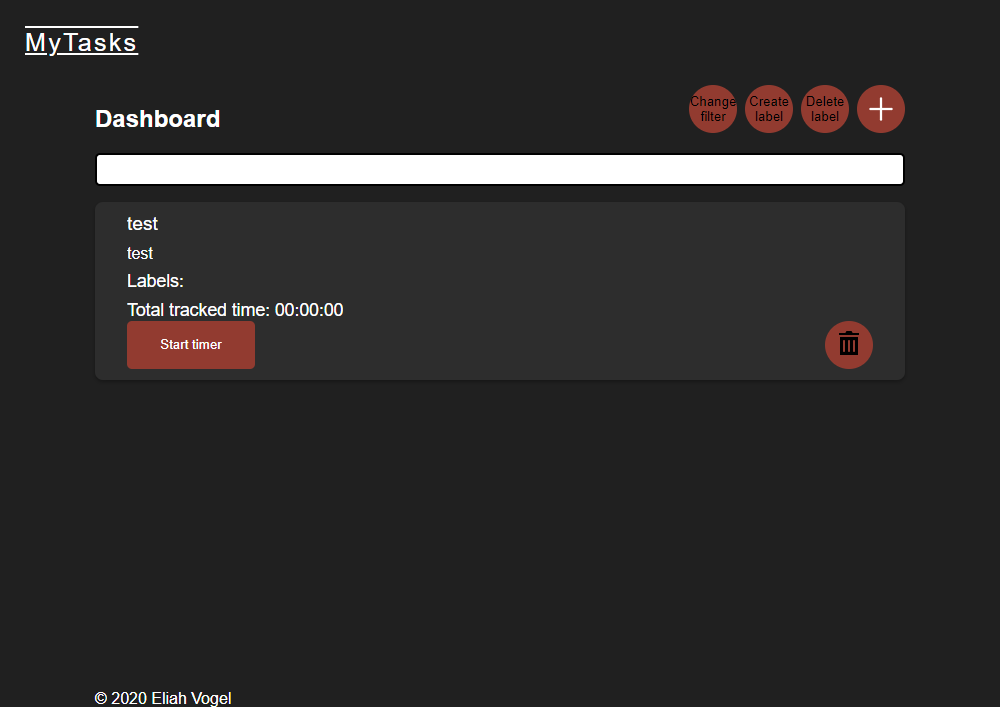 MyTasks
Dashboard
Change
filter
Create
label
Delete
label
test
test
Labels:
Total tracked time: 00:00:00
Start timer
© 2020 Eliah Vogel